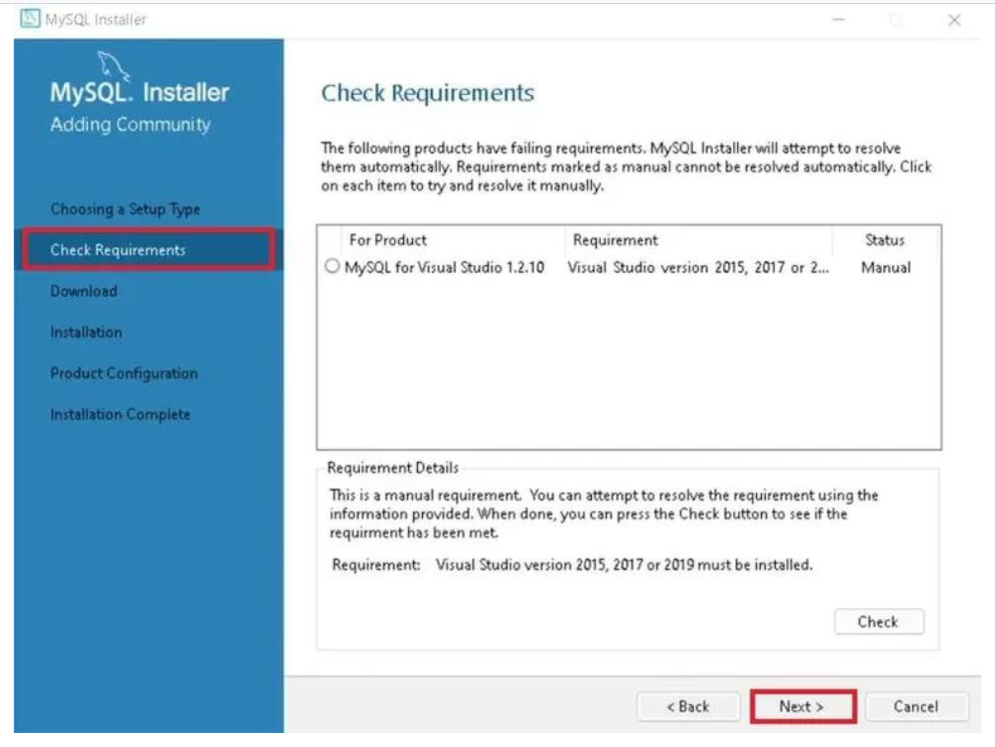 MySQL Installer
MySQL. Installer
Adding Community
Choosing a Setup Type
Check Requirements
Download
Installation
Product Configuration
Installation Complete
Check Requirements
The following products have failing requirements. MySQL Installer will attempt to resolve
them automatically. Requirements marked as manual cannot be resolved automatically. Click
on each item to try and resolve it manually.
For Product Requirement Status
MySQL for Visual Studio 1.2.10 Visual Studio version 2015, 2017 or 2... Manual
Requirement Details
This is a manual requirement. You can attempt to resolve the requirement using the
information provided. When done, you can press the Check button to see if the
requirment has been met.
Requirement: Visual Studio version 2015, 2017 or 2019 must be installed.
Check
< Back Next > Cancel